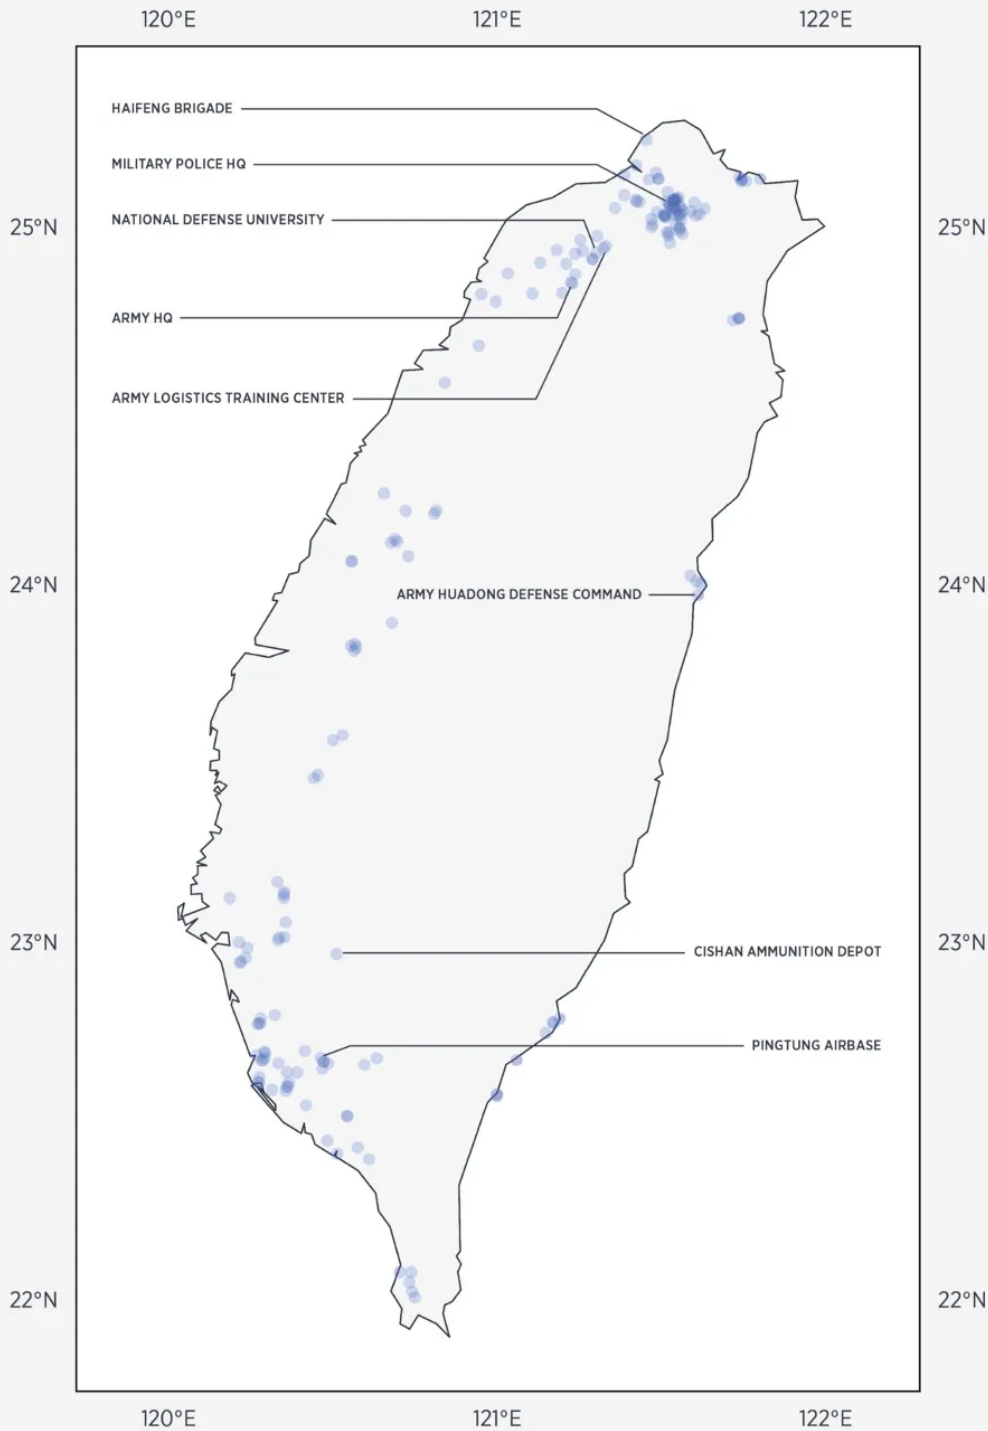 120°E 121°E 122°E
HAIFENG BRIGADE
MILITARY POLICE HQ
NATIONAL DEFENSE UNIVERSITY
25°N 25°N
ARMY HQ
ARMY LOGISTICS TRAINING CENTER
24°N 24°N
ARMY HUADONG DEFENSE COMMAND
23°N 23°N
CISHAN AMMUNITION DEPOT
PINGTUNG AIRBASE
22°N 22°N
120°E 121°E 122°E